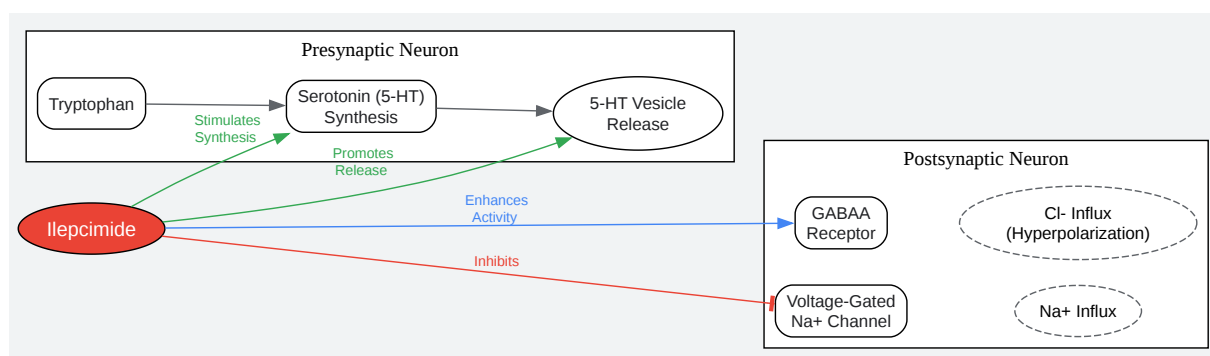 Presynaptic Neuron
Tryptophan
Serotonin (5-HT)
Synthesis
5-HT Vesicle
Release
Stimulates
Synthesis
Promotes
Release
Postsynaptic Neuron
Ilepcimide
Enhances
Activity
GABAA
Receptor
Cl- Influx
(Hyperpolarization)
Inhibits
Voltage-Gated
Na+ Channel
Na+ Influx